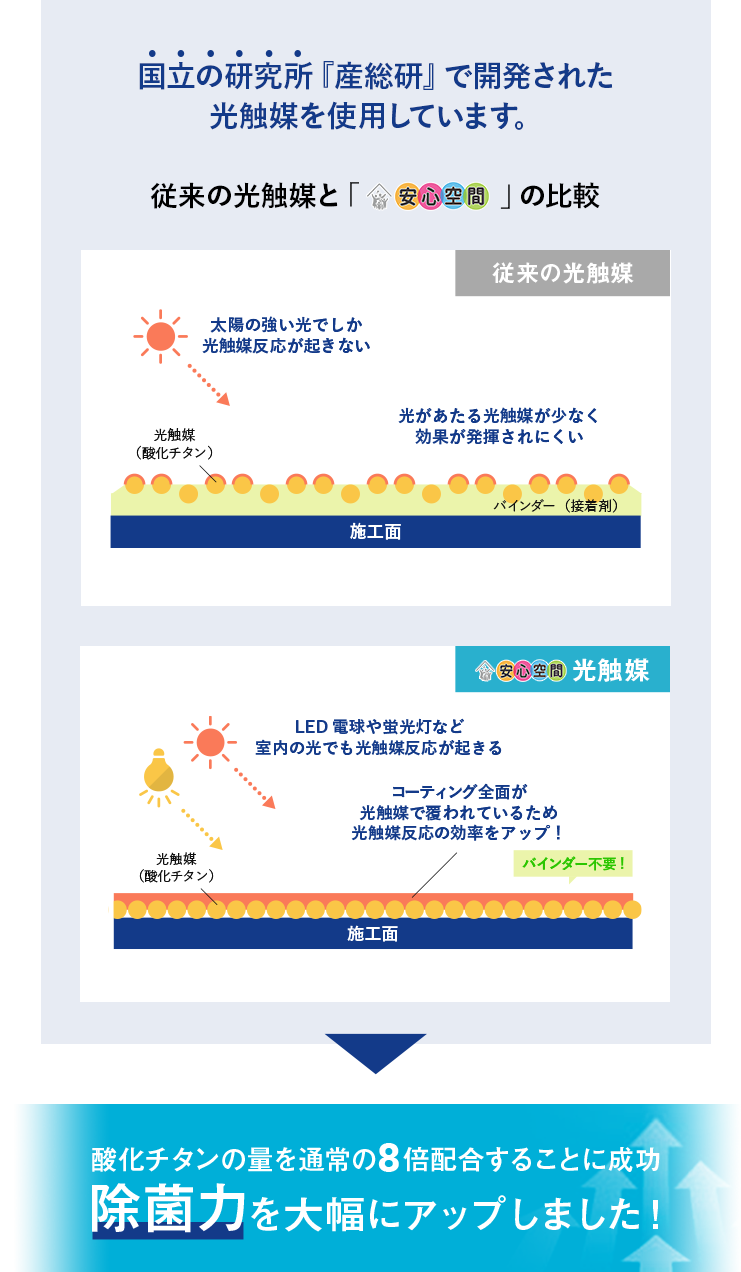 国立の研究所『産総研』で開発された
光触媒を使用しています。
従来の光触媒と「安心空間」の比較
従来の光触媒
太陽の強い光でしか
光触媒反応が起きない
光があたる光触媒が少なく
効果が発揮されにくい
光触媒
（酸化チタン）
バインダー（接着剤）
施工面
安心空間 光触媒
LED 電球や蛍光灯など
室内の光でも光触媒反応が起きる
コーティング全面が
光触媒で覆われているため
光触媒反応の効率をアップ！
光触媒
（酸化チタン）
バインダー不要！
施工面
酸化チタンの量を通常の8倍配合することに成功
除菌力を大幅にアップしました！